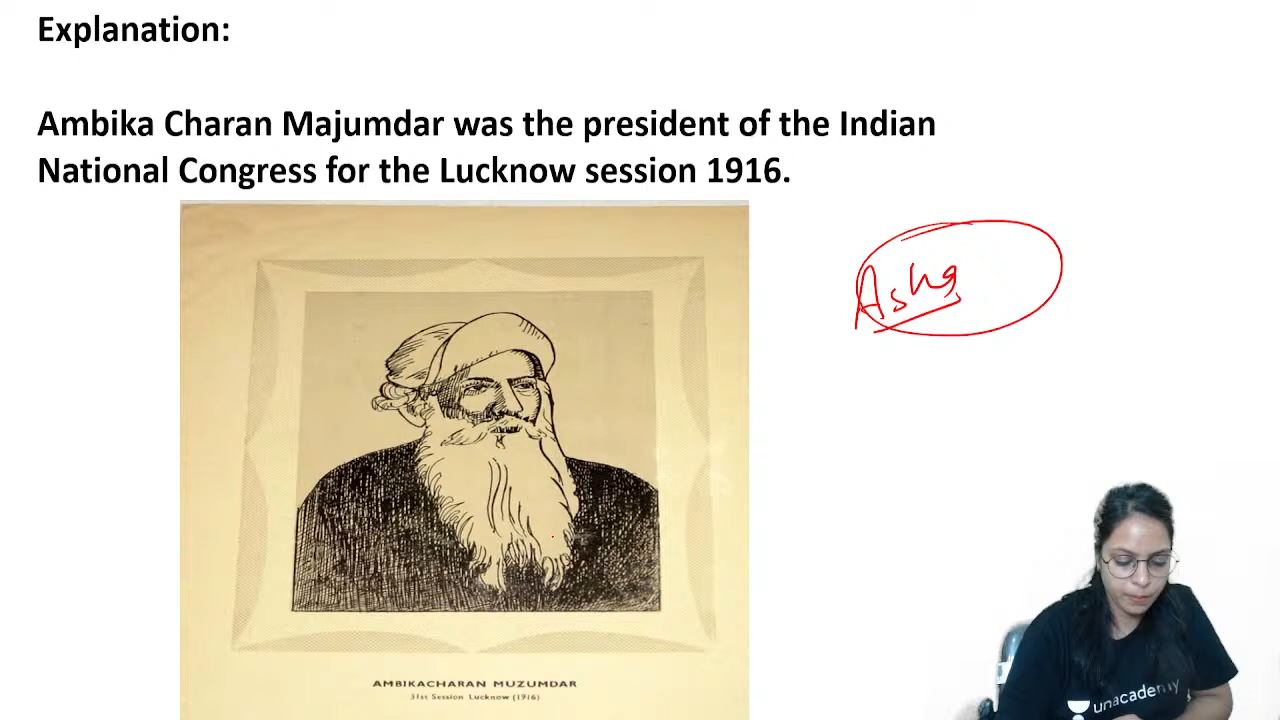 Explanation:
Ambika Charan Majumdar was the president of the Indian
National Congress for the Lucknow session 1916.
Ashq
AMBIKACHARAN MUZUMDAR
31st Session Lucknow (1916)
unacademy